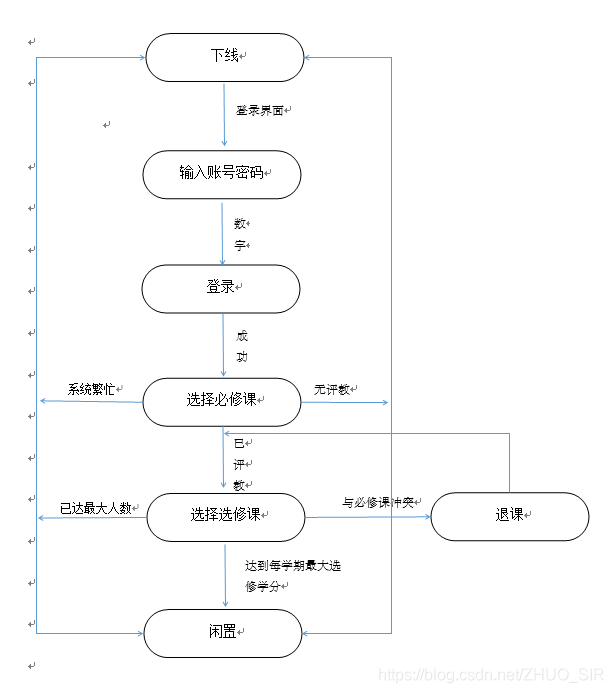 下线
登录界面
输入账号密码
数
字
登录
成
功
系统繁忙
选择必修课
无评教
已
评
教
已达最大人数
选择选修课
与必修课冲突
退课
达到每学期最大选
修学分
闲置
https://blog.csdn.net/ZHUO_SIR